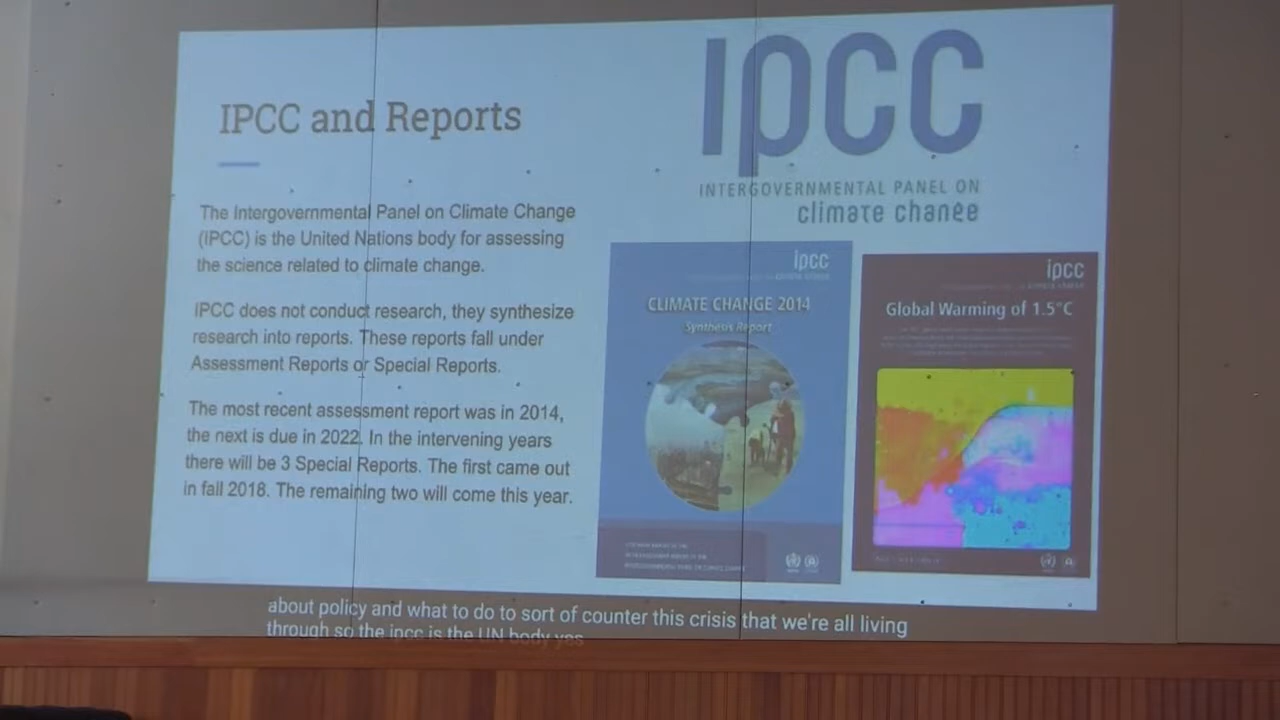 IPCC and Reports
The Intergovernmental Panel on Climate Change
(IPCC) is the United Nations body for assessing
the science related to climate change.
IPCC does not conduct research, they synthesize
research into reports. These reports fall under
Assessment Reports or Special Reports.
The most recent assessment report was in 2014,
the next is due in 2022. In the intervening years
there will be 3 Special Reports. The first came out
in fall 2018. The remaining two will come this year.
ipcc
INTERGOVERNMENTAL PANEL ON
climate change
ipcc
CLIMATE CHANGE 2014
Synthesis Report
ipcc
Global Warming of 1.5°C
about policy and what to do to sort of counter this crisis that we're all living
through so the ipcc is the UN body yes